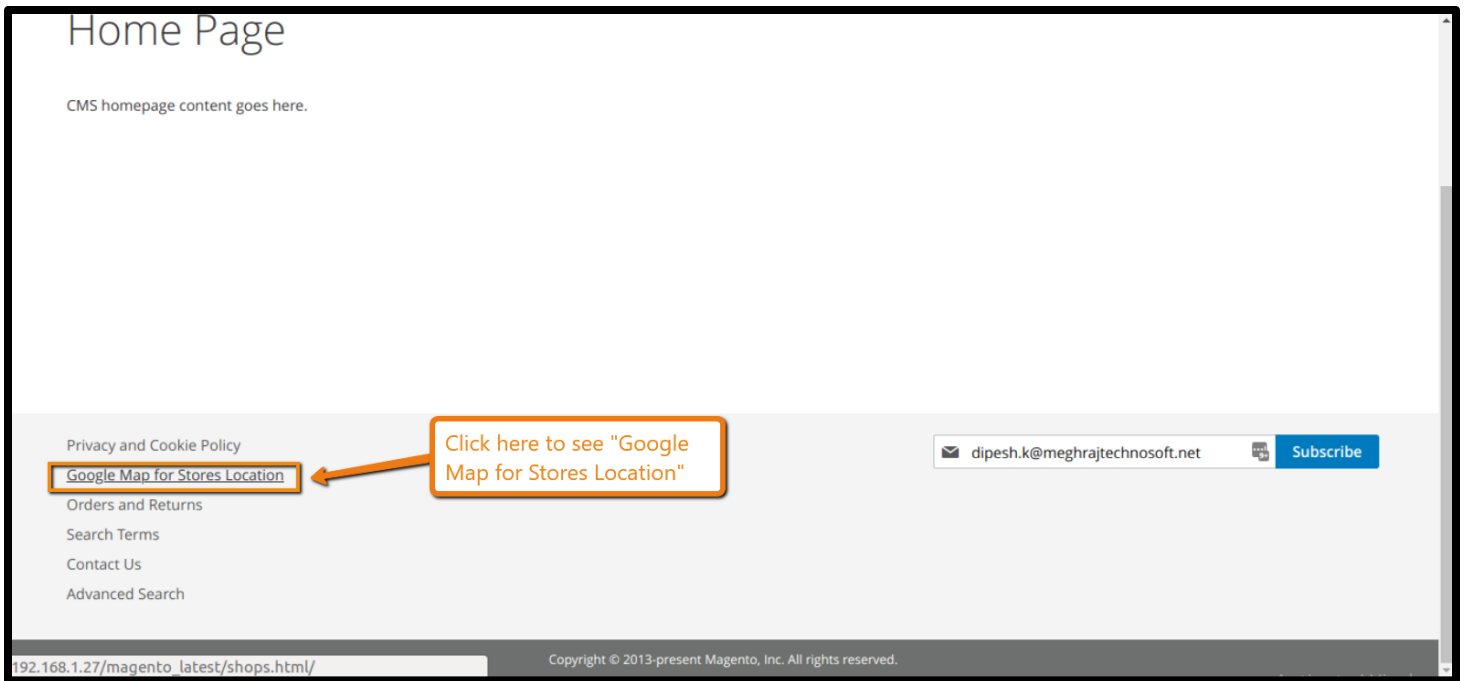 Home Page
CMS homepage content goes here.
Privacy and Cookie Policy
Google Map for Stores Location
Orders and Returns
Search Terms
Contact Us
Advanced Search
Click here to see "Google
Map for Stores Location"
dipesh.k@meghrajtechnosoft.net
Subscribe
Copyright © 2013-present Magento, Inc. All rights reserved.
192.168.1.27/magento_latest/shops.html/